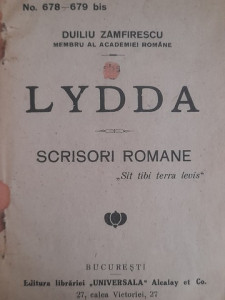 No. 678—679 bis
DUILIU ZAMFIRESCU
MEMBRU AL ACADEMIEI ROMÂNE
LYDDA
SCRISORI ROMANE
„Sit tibi terra levis“
BUCUREŞTI
Editura librăriei „UNIVERSALA“ Alcalay et Co.
27, calea Victoriei, 27